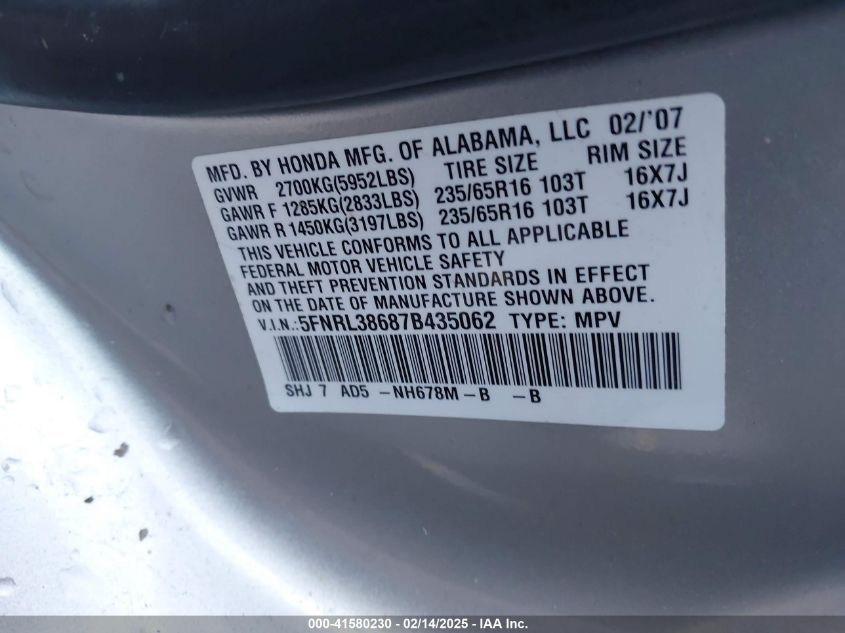 MFD. BY HONDA MFG. OF ALABAMA, LLC 02/'07
GVWR 2700KG(5952LBS) TIRE SIZE RIM SIZE
GAWR F 1285KG(2833LBS) 235/65R16 103T 16X7J
GAWR R 1450KG(3197LBS) 235/65R16 103T 16X7J
THIS VEHICLE CONFORMS TO ALL APPLICABLE
FEDERAL MOTOR VEHICLE SAFETY
AND THEFT PREVENTION STANDARDS IN EFFECT
ON THE DATE OF MANUFACTURE SHOWN ABOVE.
V.I.N.:5FNRL38687B435062 TYPE: MPV
SHJ 7 AD5 -NH678M-B -B
000-41580230 - 02/14/2025 - IAA Inc.